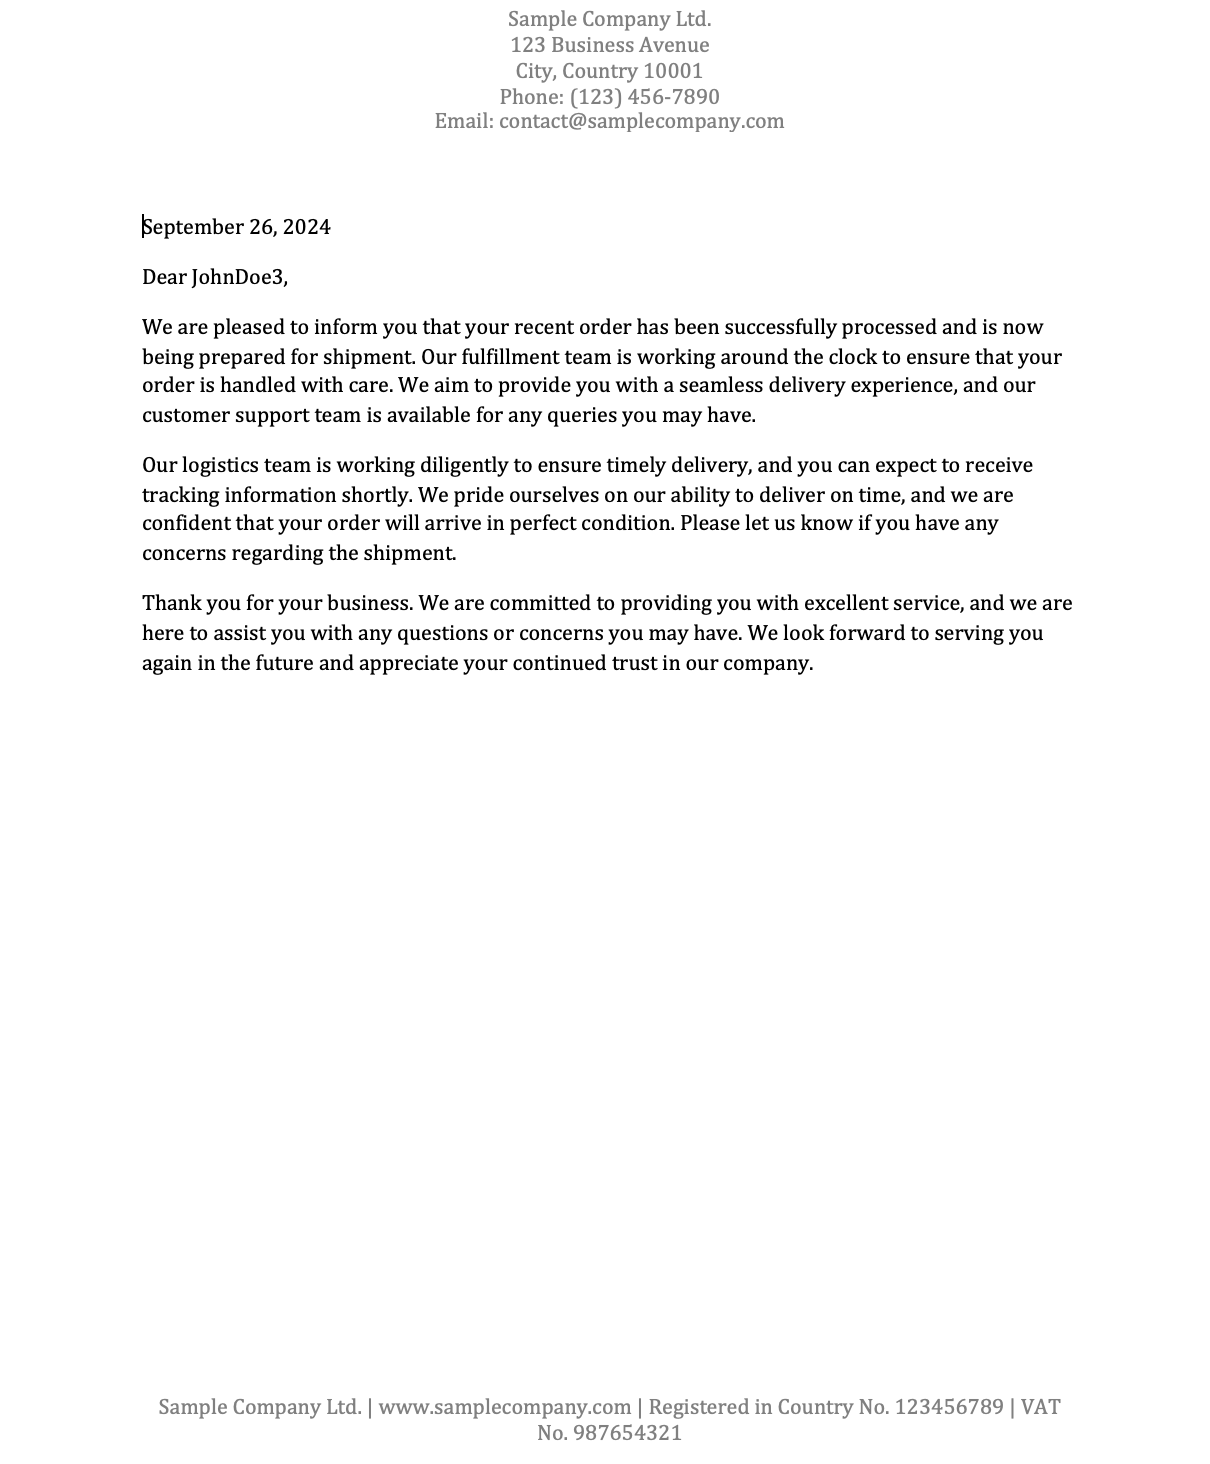 Sample Company Ltd.
123 Business Avenue
City, Country 10001
Phone: (123) 456-7890
Email: contact@samplecompany.com
September 26, 2024
Dear JohnDoe3,
We are pleased to inform you that your recent order has been successfully processed and is now
being prepared for shipment. Our fulfillment team is working around the clock to ensure that your
order is handled with care. We aim to provide you with a seamless delivery experience, and our
customer support team is available for any queries you may have.
Our logistics team is working diligently to ensure timely delivery, and you can expect to receive
tracking information shortly. We pride ourselves on our ability to deliver on time, and we are
confident that your order will arrive in perfect condition. Please let us know if you have any
concerns regarding the shipment.
Thank you for your business. We are committed to providing you with excellent service, and we are
here to assist you with any questions or concerns you may have. We look forward to serving you
again in the future and appreciate your continued trust in our company.
Sample Company Ltd. | www.samplecompany.com | Registered in Country No. 123456789 | VAT
No. 987654321